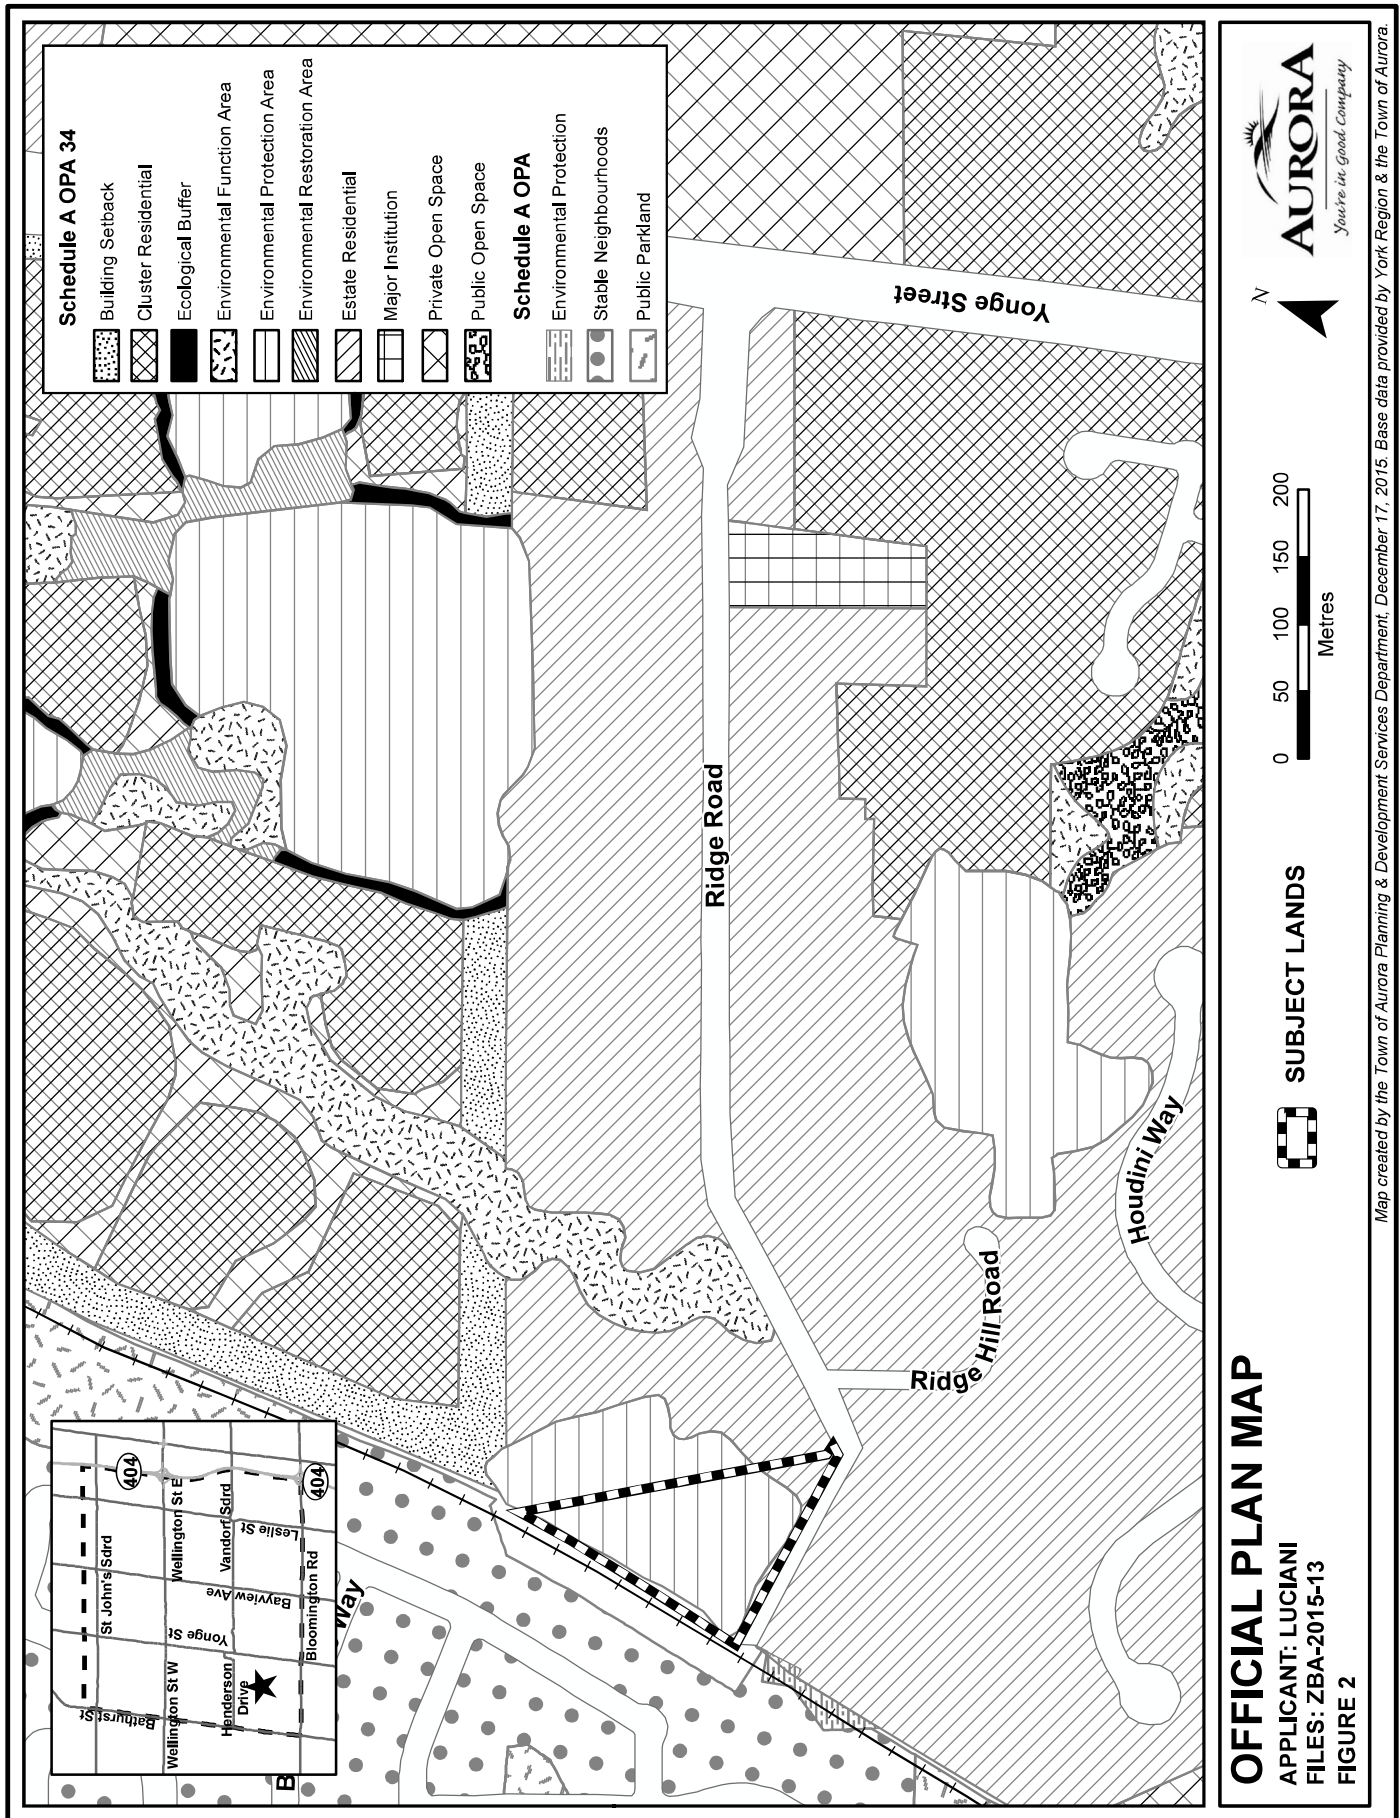 Schedule A OPA 34
Building Setback
Cluster Residential
Ecological Buffer
Environmental Function Area
Environmental Protection Area
Environmental Restoration Area
Estate Residential
Major Institution
Private Open Space
Public Open Space
Schedule A OPA
Environmental Protection
Stable Neighbourhoods
Public Parkland
Yonge Street
Ridge Road
Ridge Hill Road
Houdini Way
B
Way
St John's Sdrd
Wellington St E
Vandorf Sdrd
Leslie St
Bayview Ave
Yonge St
Bloomington Rd
Wellington St W
Henderson
Drive
Bathurst St
404
404
OFFICIAL PLAN MAP
APPLICANT: LUCIANI
FILES: ZBA-2015-13
FIGURE 2
SUBJECT LANDS
0 50 100 150 200
Metres
N
AURORA
You're in Good Company
Map created by the Town of Aurora Planning & Development Services Department, December 17, 2015. Base data provided by York Region & the Town of Aurora.